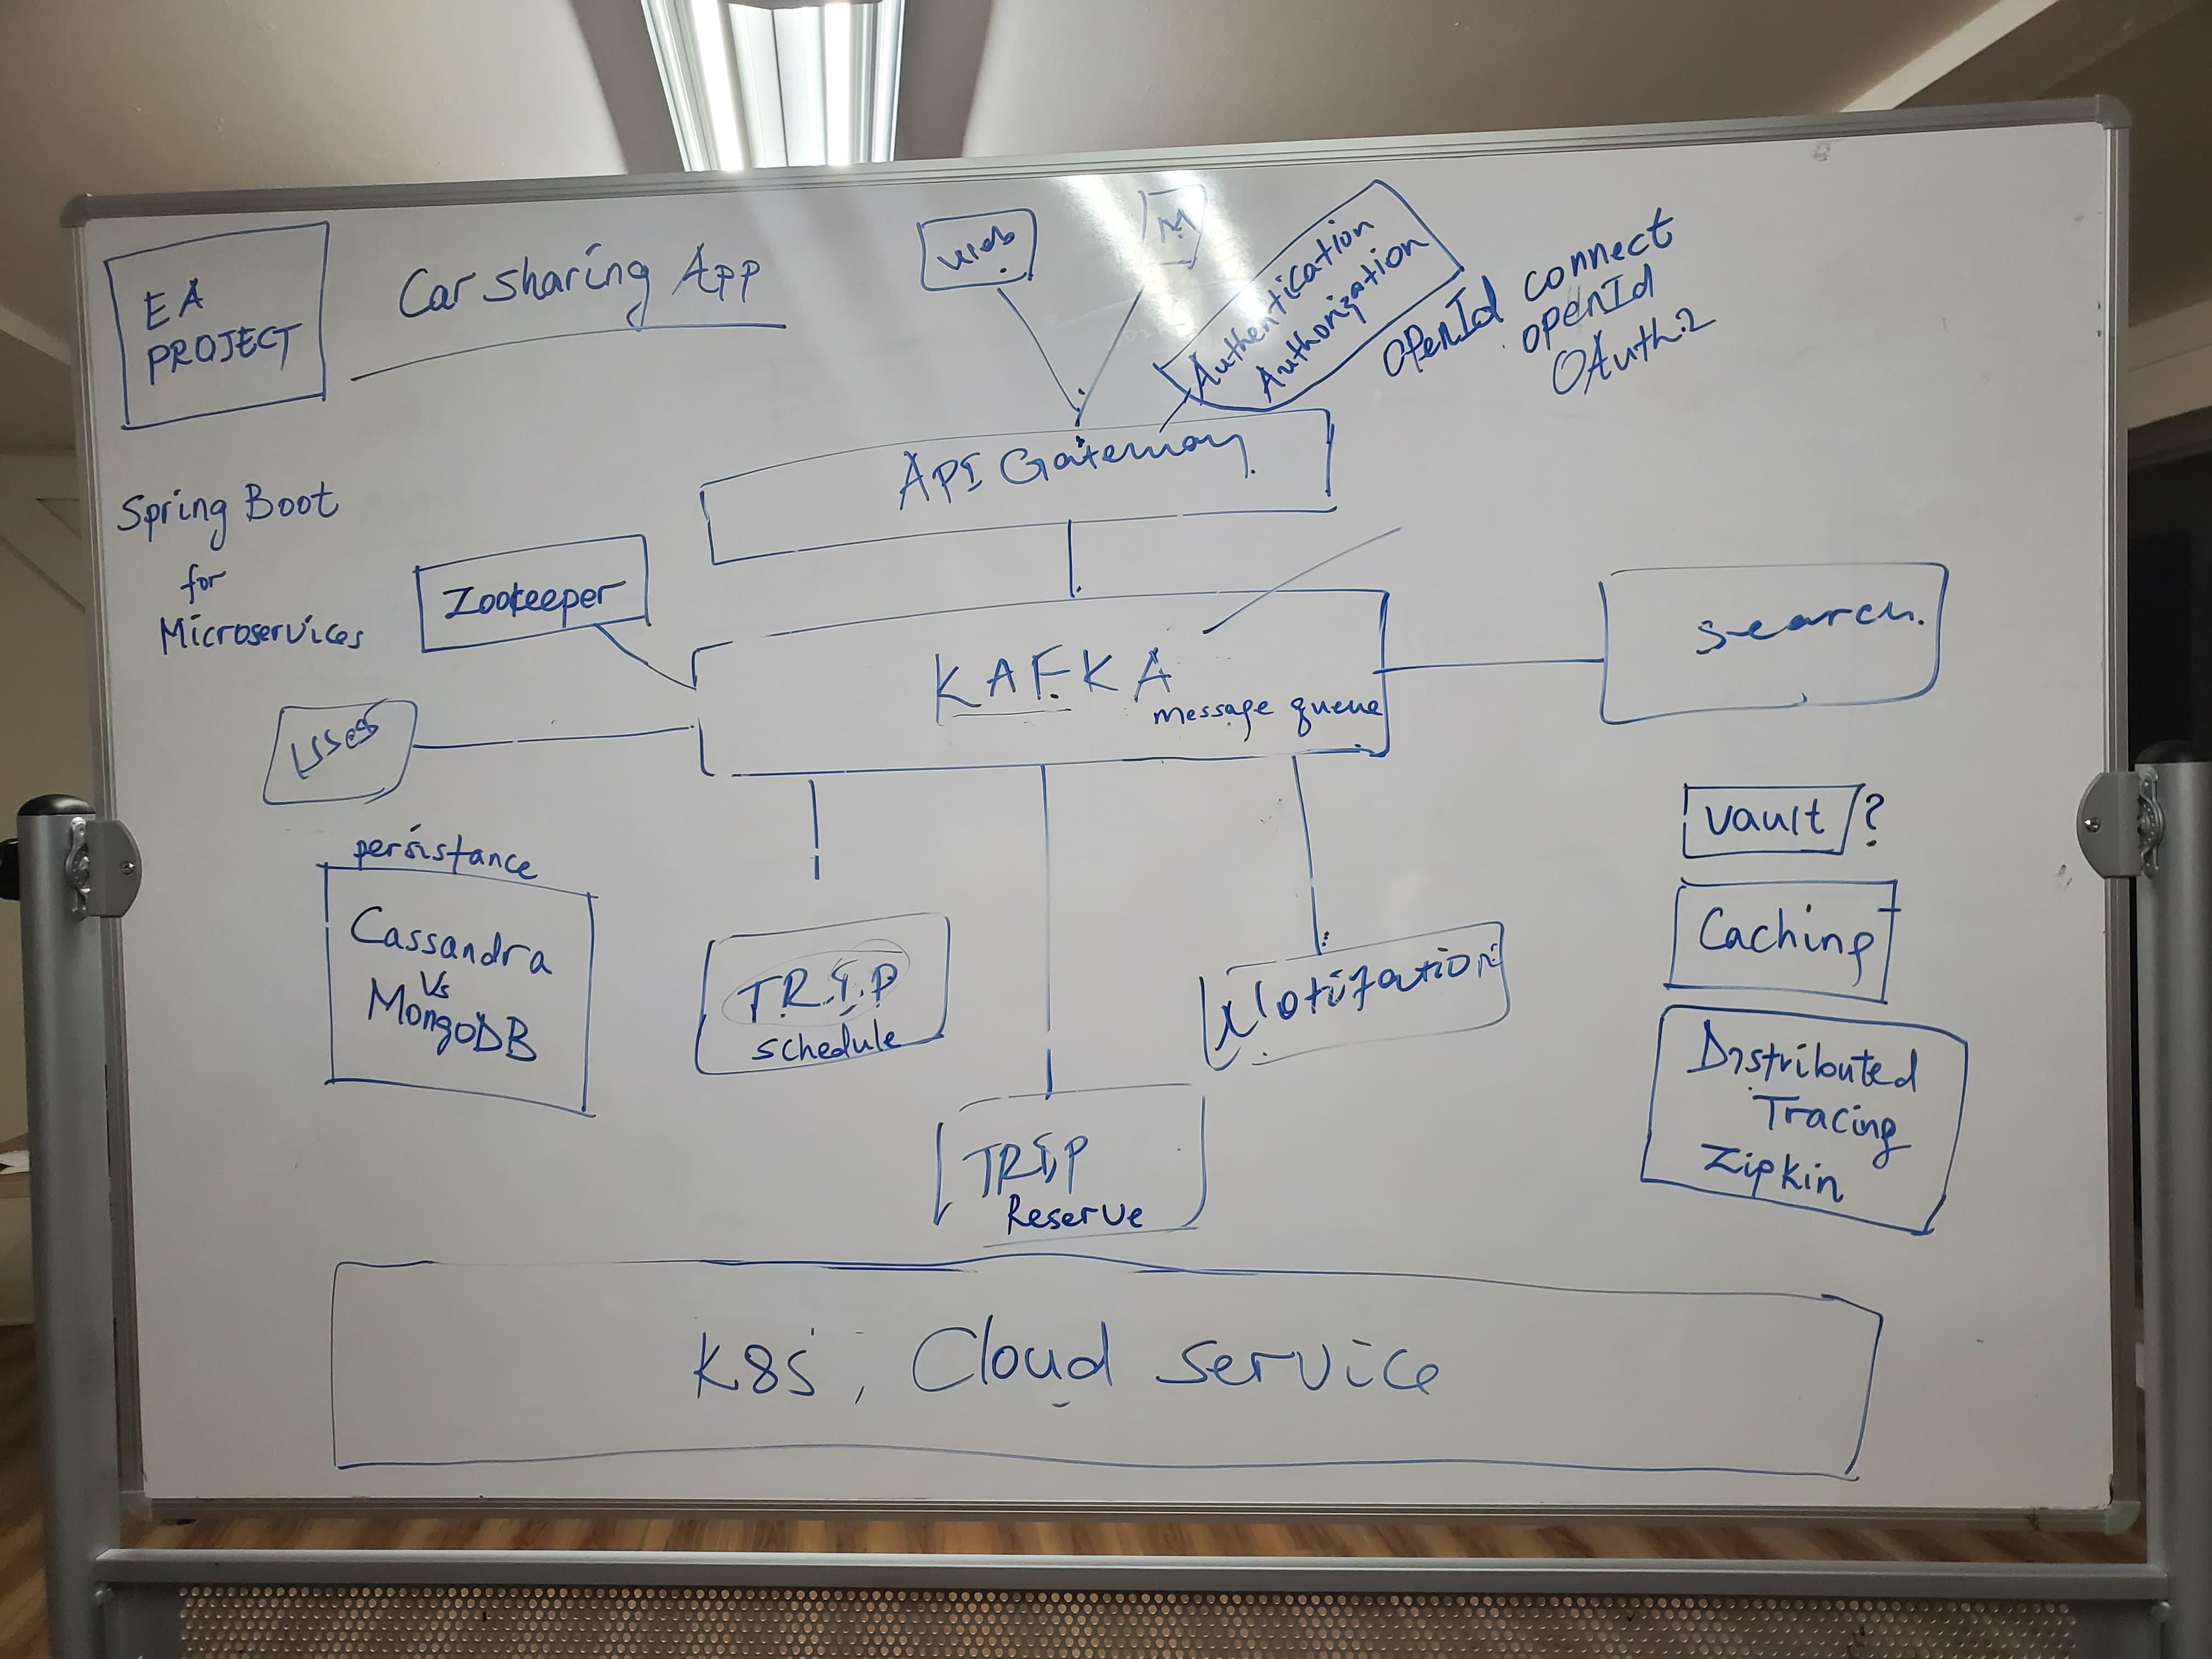 EA
PROJECT
Car sharing App
Web
M
Authentication
Authorization
OpenId connect
openId
OAuth2
API Gateway
Spring Boot
for
Microservices
Zookeeper
KAFKA
message queue
search
User
vault ?
persistance
Cassandra
Vs
MongoDB
TRIP
schedule
Notification
Caching
Distributed
Tracing
Zipkin
TRIP
Reserve
K8S, Cloud service